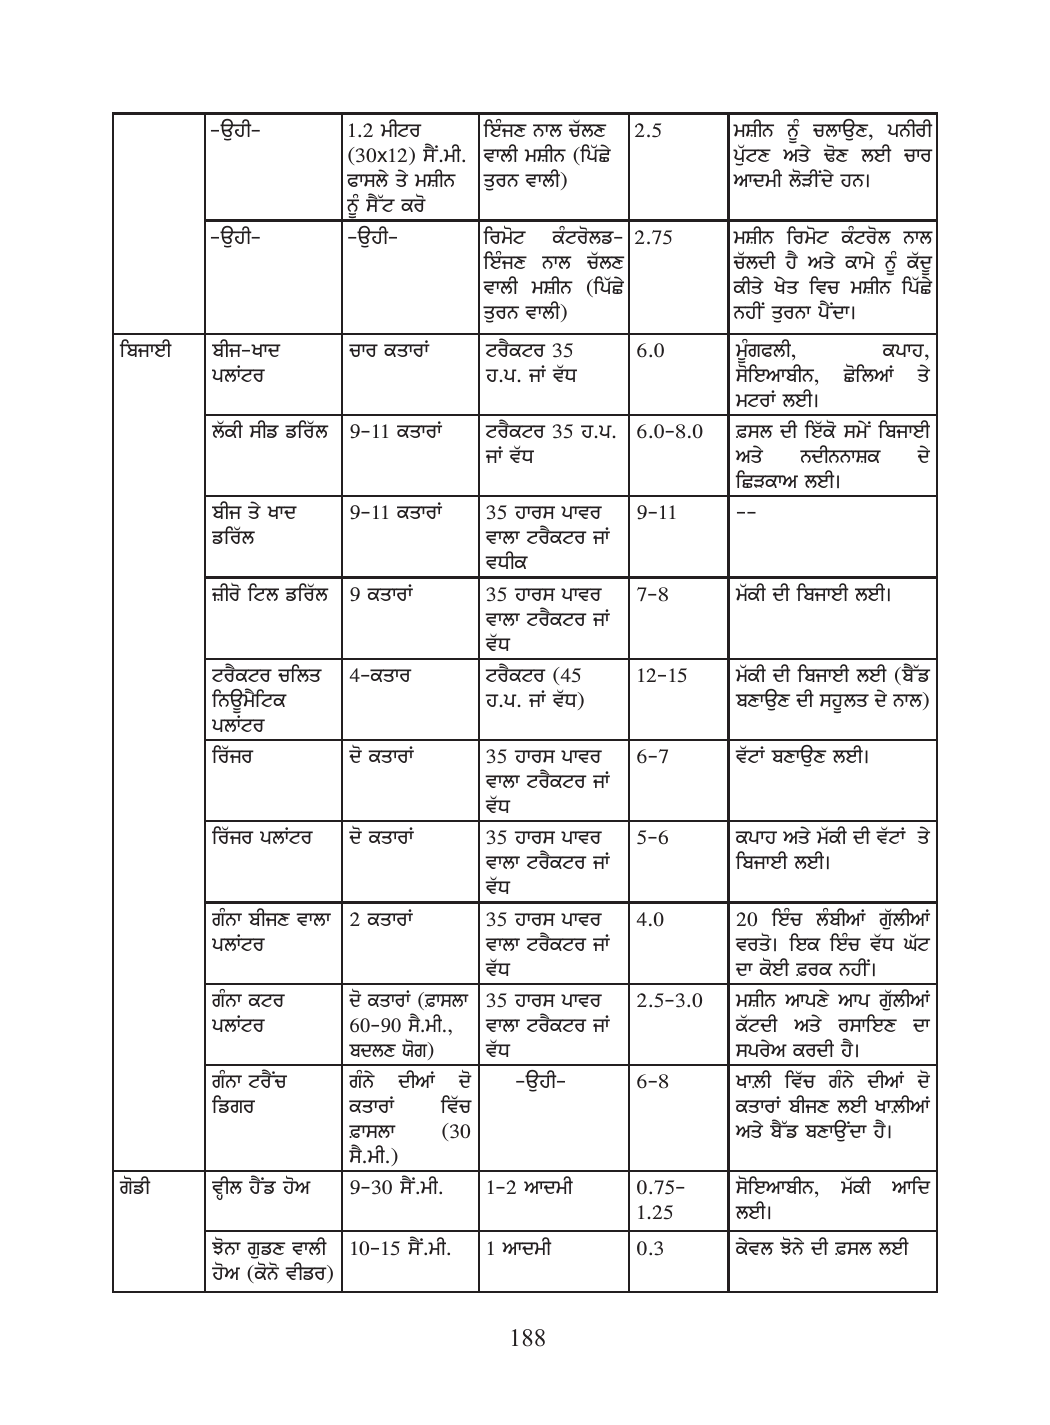 -ਉਹੀ-
1.2 ਮੀਟਰ
(30x12) ਸੈਂ.ਮੀ.
ਫਾਸਲੇ ਤੇ ਮਸ਼ੀਨ
ਨੂੰ ਸੈੱਟ ਕਰੋ
ਇੰਜਣ ਨਾਲ ਚੱਲਣ
ਵਾਲੀ ਮਸ਼ੀਨ (ਪਿੱਛੇ
ਤੁਰਨ ਵਾਲੀ)
2.5
ਮਸ਼ੀਨ ਨੂੰ ਚਲਾਉਣ, ਪਨੀਰੀ
ਪੁੱਟਣ ਅਤੇ ਢੋਣ ਲਈ ਚਾਰ
ਆਦਮੀ ਲੋੜੀਂਦੇ ਹਨ।
-ਉਹੀ-
-ਉਹੀ-
ਰਿਮੋਟ ਕੰਟਰੋਲਡ-
ਇੰਜਣ ਨਾਲ ਚੱਲਣ
ਵਾਲੀ ਮਸ਼ੀਨ (ਪਿੱਛੇ
ਤੁਰਨ ਵਾਲੀ)
2.75
ਮਸ਼ੀਨ ਰਿਮੋਟ ਕੰਟਰੋਲ ਨਾਲ
ਚੱਲਦੀ ਹੈ ਅਤੇ ਕਾਮੇ ਨੂੰ ਕੱਦੂ
ਕੀਤੇ ਖੇਤ ਵਿਚ ਮਸ਼ੀਨ ਪਿੱਛੇ
ਨਹੀਂ ਤੁਰਨਾ ਪੈਂਦਾ।
ਬਿਜਾਈ
ਬੀਜ-ਖਾਦ
ਪਲਾਂਟਰ
ਚਾਰ ਕਤਾਰਾਂ
ਟਰੈਕਟਰ 35
ਹ.ਪ. ਜਾਂ ਵੱਧ
6.0
ਮੂੰਗਫਲੀ, ਕਪਾਹ,
ਸੋਇਆਬੀਨ, ਛੋਲਿਆਂ ਤੇ
ਮਟਰਾਂ ਲਈ।
ਲੱਕੀ ਸੀਡ ਡਰਿੱਲ
9-11 ਕਤਾਰਾਂ
ਟਰੈਕਟਰ 35 ਹ.ਪ.
ਜਾਂ ਵੱਧ
6.0-8.0
ਫ਼ਸਲ ਦੀ ਇੱਕੋ ਸਮੇਂ ਬਿਜਾਈ
ਅਤੇ ਨਦੀਨਨਾਸ਼ਕ ਦੇ
ਛਿੜਕਾਅ ਲਈ।
ਬੀਜ ਤੇ ਖਾਦ
ਡਰਿੱਲ
9-11 ਕਤਾਰਾਂ
35 ਹਾਰਸ ਪਾਵਰ
ਵਾਲਾ ਟਰੈਕਟਰ ਜਾਂ
ਵਧੀਕ
9-11
--
ਜ਼ੀਰੋ ਟਿਲ ਡਰਿੱਲ
9 ਕਤਾਰਾਂ
35 ਹਾਰਸ ਪਾਵਰ
ਵਾਲਾ ਟਰੈਕਟਰ ਜਾਂ
ਵੱਧ
7-8
ਮੱਕੀ ਦੀ ਬਿਜਾਈ ਲਈ।
ਟਰੈਕਟਰ ਚਲਿਤ
ਨਿਊਮੈਟਿਕ
ਪਲਾਂਟਰ
4-ਕਤਾਰ
ਟਰੈਕਟਰ (45
ਹ.ਪ. ਜਾਂ ਵੱਧ)
12-15
ਮੱਕੀ ਦੀ ਬਿਜਾਈ ਲਈ (ਬੈੱਡ
ਬਣਾਉਣ ਦੀ ਸਹੂਲਤ ਦੇ ਨਾਲ)
ਰਿੱਜਰ
ਦੋ ਕਤਾਰਾਂ
35 ਹਾਰਸ ਪਾਵਰ
ਵਾਲਾ ਟਰੈਕਟਰ ਜਾਂ
ਵੱਧ
6-7
ਵੱਟਾਂ ਬਣਾਉਣ ਲਈ।
ਰਿੱਜਰ ਪਲਾਂਟਰ
ਦੋ ਕਤਾਰਾਂ
35 ਹਾਰਸ ਪਾਵਰ
ਵਾਲਾ ਟਰੈਕਟਰ ਜਾਂ
ਵੱਧ
5-6
ਕਪਾਹ ਅਤੇ ਮੱਕੀ ਦੀ ਵੱਟਾਂ ਤੇ
ਬਿਜਾਈ ਲਈ।
ਗੰਨਾ ਬੀਜਣ ਵਾਲਾ
ਪਲਾਂਟਰ
2 ਕਤਾਰਾਂ
35 ਹਾਰਸ ਪਾਵਰ
ਵਾਲਾ ਟਰੈਕਟਰ ਜਾਂ
ਵੱਧ
4.0
20 ਇੰਚ ਲੰਬੀਆਂ ਗੁੱਲੀਆਂ
ਵਰਤੋ। ਇਕ ਇੰਚ ਵੱਧ ਘੱਟ
ਦਾ ਕੋਈ ਫ਼ਰਕ ਨਹੀਂ।
ਗੰਨਾ ਕਟਰ
ਪਲਾਂਟਰ
ਦੋ ਕਤਾਰਾਂ (ਫ਼ਾਸਲਾ
60-90 ਸੈ.ਮੀ.,
ਬਦਲਣ ਯੋਗ)
35 ਹਾਰਸ ਪਾਵਰ
ਵਾਲਾ ਟਰੈਕਟਰ ਜਾਂ
ਵੱਧ
2.5-3.0
ਮਸ਼ੀਨ ਆਪਣੇ ਆਪ ਗੁੱਲੀਆਂ
ਕੱਟਦੀ ਅਤੇ ਰਸਾਇਣ ਦਾ
ਸਪਰੇਅ ਕਰਦੀ ਹੈ।
ਗੰਨਾ ਟਰੈਂਚ
ਡਿਗਰ
ਗੰਨੇ ਦੀਆਂ ਦੋ
ਕਤਾਰਾਂ ਵਿੱਚ
ਫ਼ਾਸਲਾ (30
ਸੈ.ਮੀ.)
-ਉਹੀ-
6-8
ਖਾਲ਼ੀ ਵਿੱਚ ਗੰਨੇ ਦੀਆਂ ਦੋ
ਕਤਾਰਾਂ ਬੀਜਣ ਲਈ ਖਾਲ਼ੀਆਂ
ਅਤੇ ਬੈੱਡ ਬਣਾਉਂਦਾ ਹੈ।
ਗੋਡੀ
ਵ੍ਹੀਲ ਹੈਂਡ ਹੋਅ
9-30 ਸੈਂ.ਮੀ.
1-2 ਆਦਮੀ
0.75-
1.25
ਸੋਇਆਬੀਨ, ਮੱਕੀ ਆਦਿ
ਲਈ।
ਝੋਨਾ ਗੁਡਣ ਵਾਲੀ
ਹੋਅ (ਕੋਨੋ ਵੀਡਰ)
10-15 ਸੈਂ.ਮੀ.
1 ਆਦਮੀ
0.3
ਕੇਵਲ ਝੋਨੇ ਦੀ ਫ਼ਸਲ ਲਈ
188